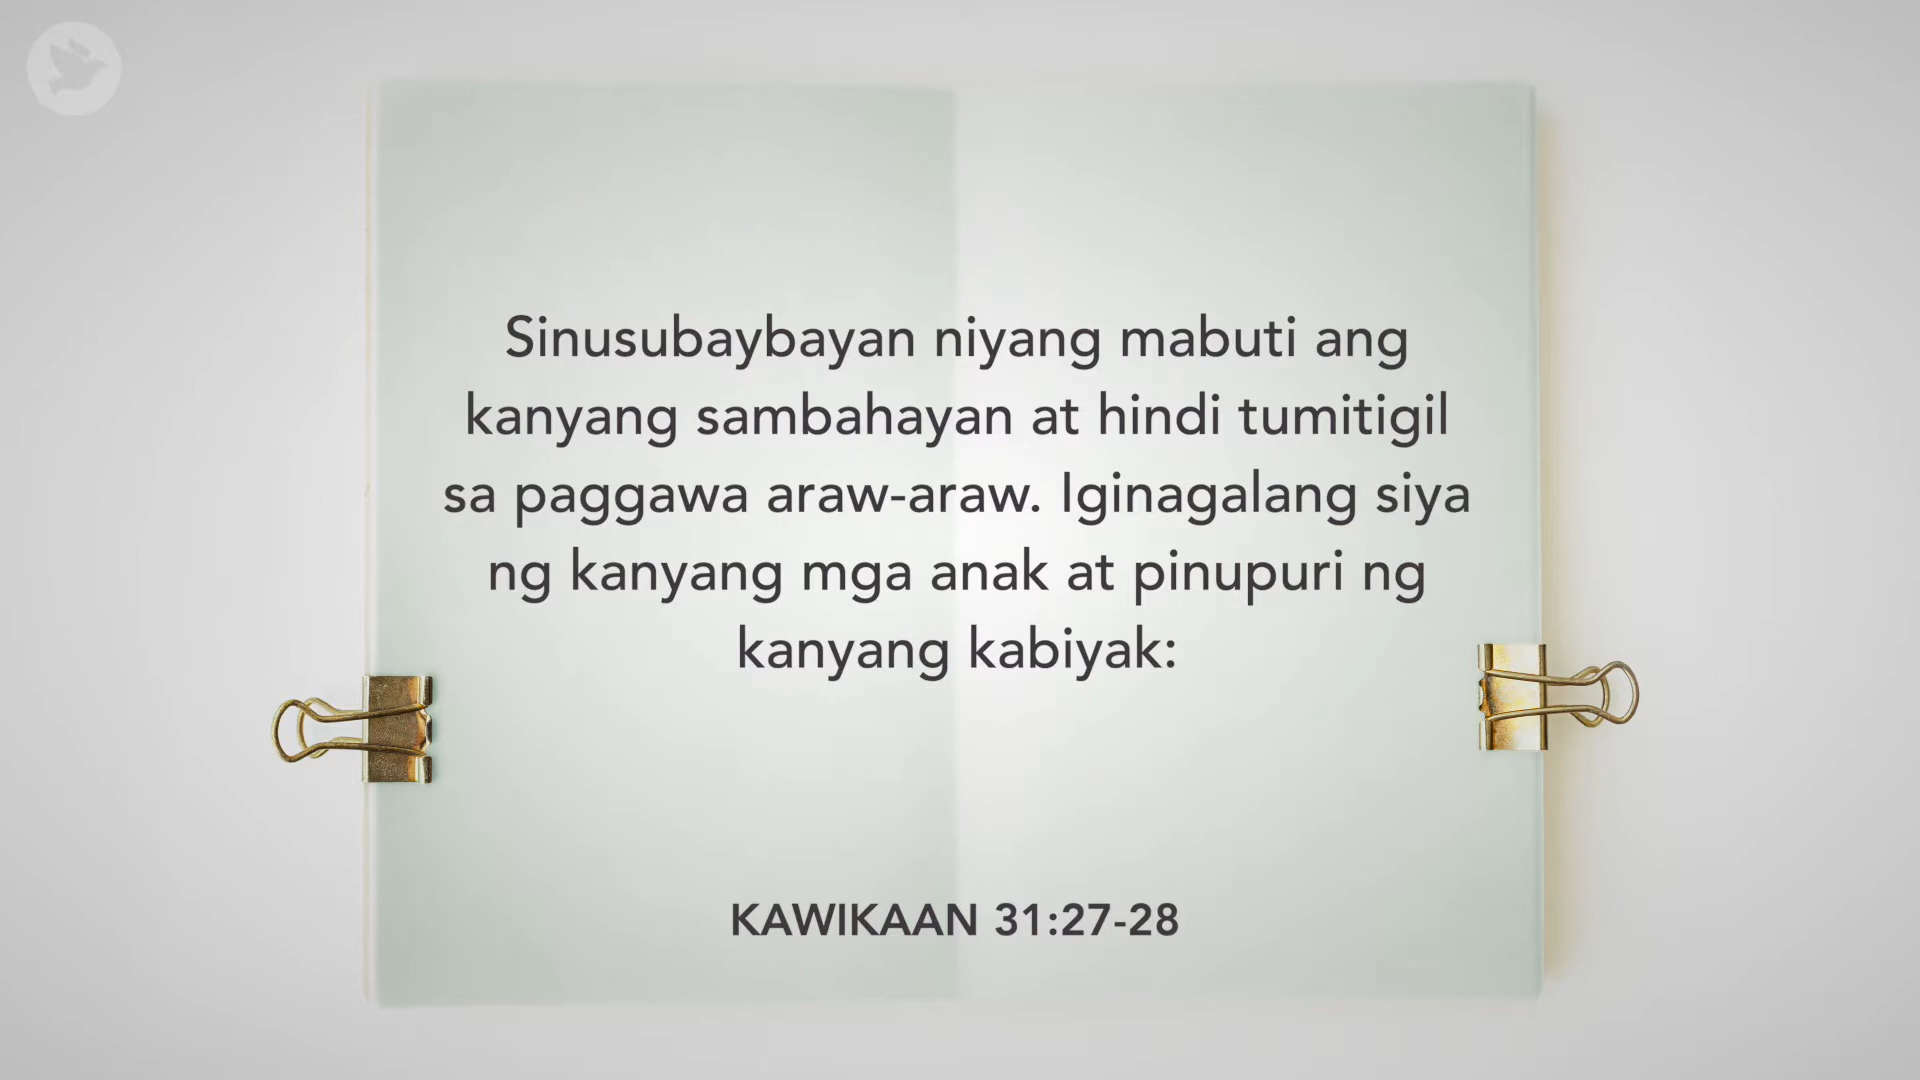 Sinusubaybayan niyang mabuti ang
kanyang sambahayan at hindi tumitigil
sa paggawa araw-araw. Iginagalang siya
ng kanyang mga anak at pinupuri ng
kanyang kabiyak:
KAWIKAAN 31:27-28